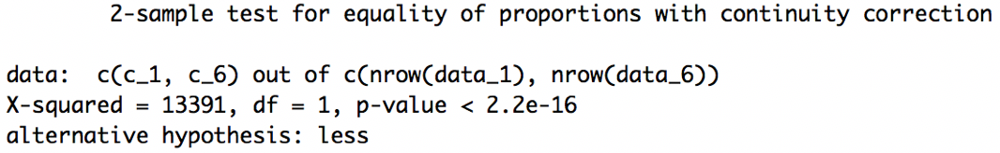 2-sample test for equality of proportions with continuity correction
data:  c(c_1, c_6) out of c(nrow(data_1), nrow(data_6))
X-squared = 13391, df = 1, p-value < 2.2e-16
alternative hypothesis: less